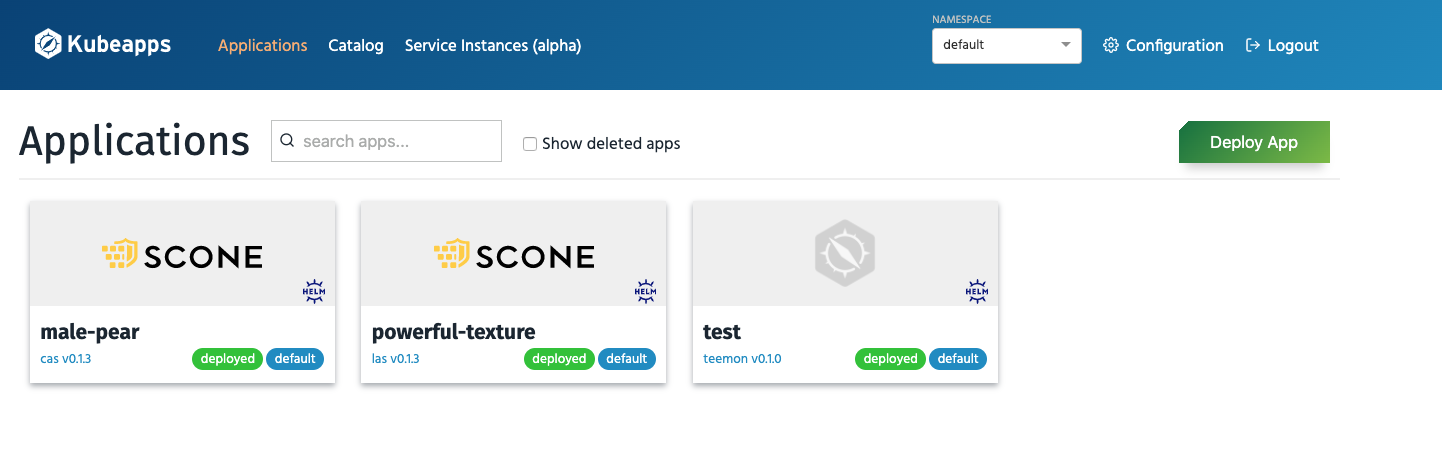 NAMESPACE
Kubeapps Applications Catalog Service Instances (alpha) default Configuration Logout
Applications search apps... Show deleted apps Deploy App
SCONE SCONE
HELM HELM HELM
male-pear powerful-texture test
cas v0.1.3 deployed default las v0.1.3 deployed default teemon v0.1.0 deployed default